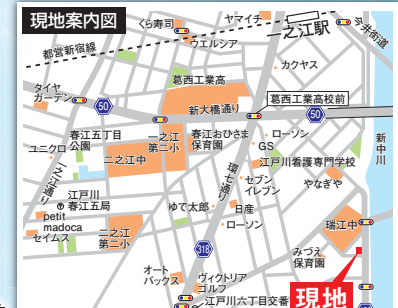 現地案内図
くら寿司
ヤマイチ
一之江駅
今井街道
都営新宿線
ウエルシア
カクヤス
タイヤ
ガーデン
葛西工業高
50
新大橋通り
葛西工業高校前
50
春江五丁目
公園
一之江
第二小
春江おひさま
保育園
ローソン
GS
新中川
ユニクロ
一之江通り
二之江中
環七通り
江戸川看護専門学校
セブン
イレブン
やなぎや
江戸川
春江五局
petit
madoca
セイムス
ゆで太郎
日産
ローソン
瑞江中
二之江
第二小
318
みづえ
保育園
オート
バックス
ヴィクトリア
ゴルフ
江戸川六丁目交番
現地